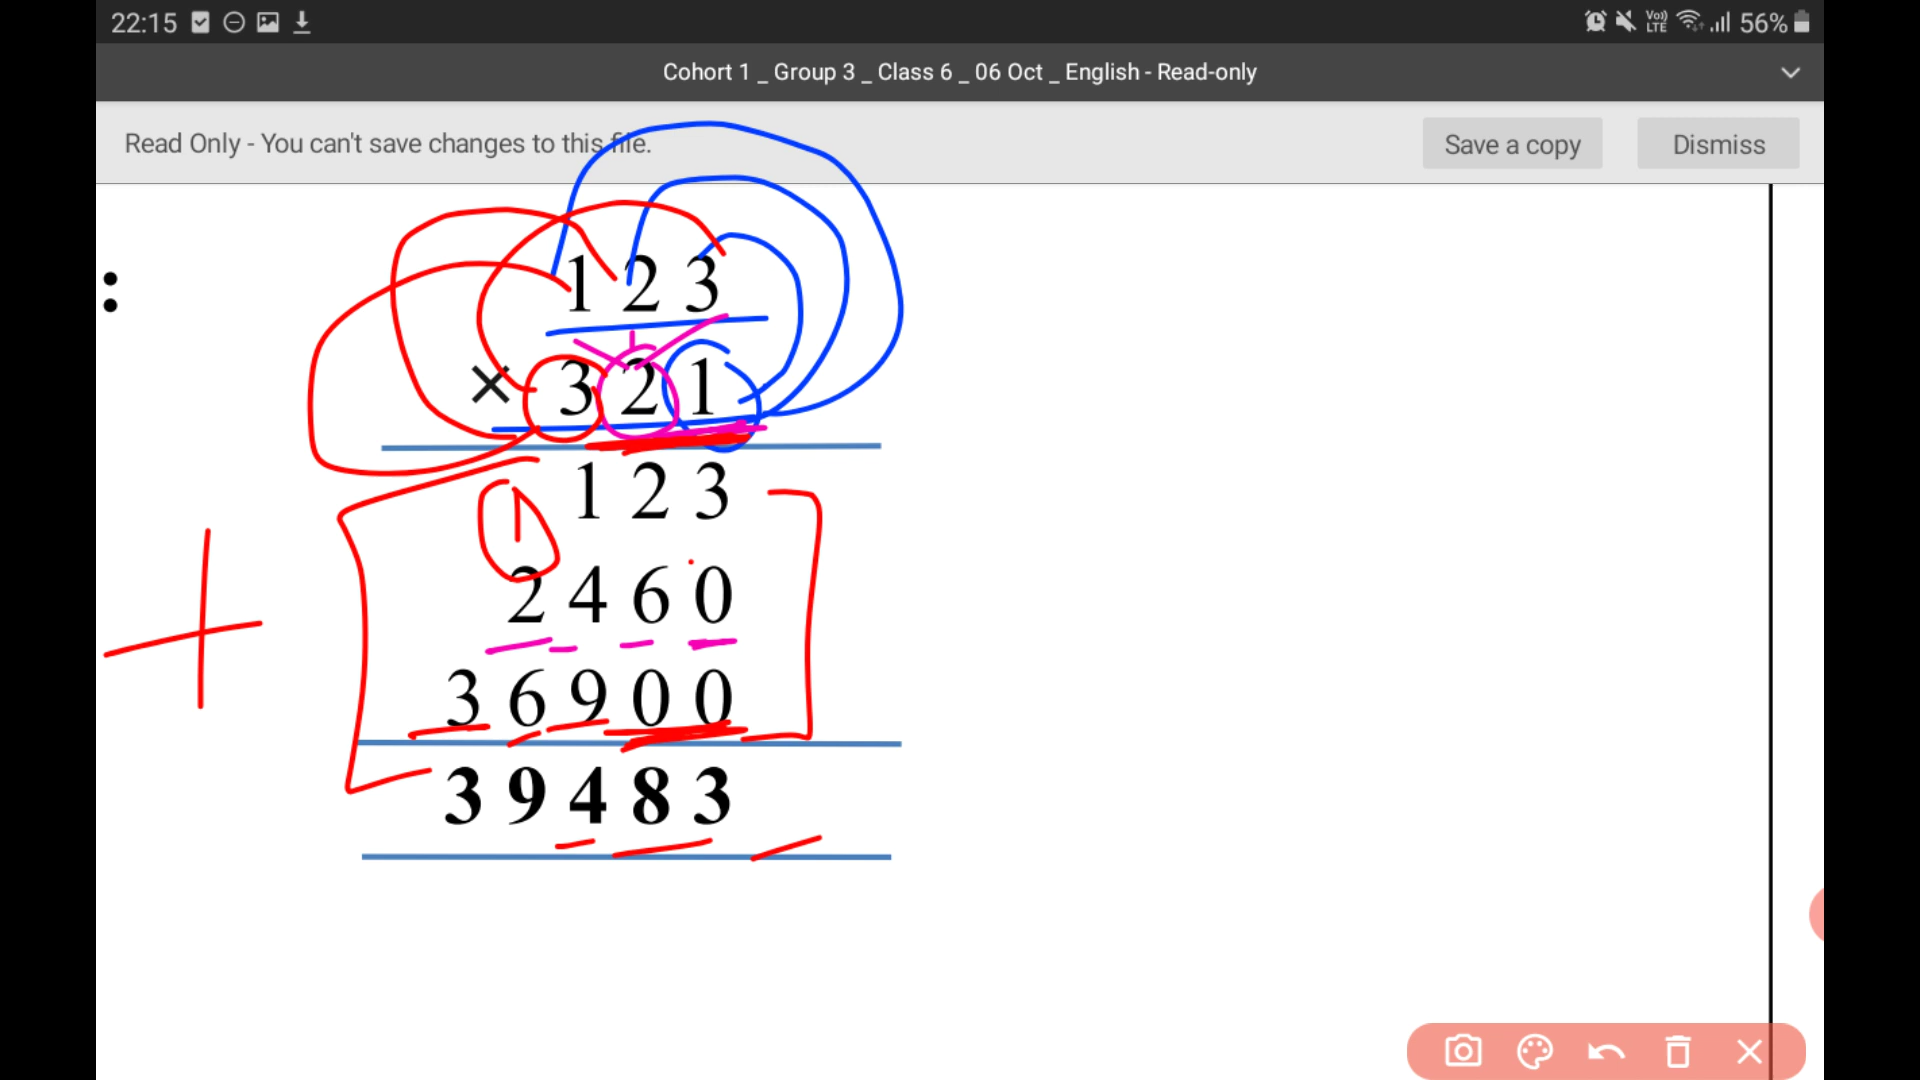 22:15 56%
Cohort 1 _ Group 3 _ Class 6 _ 06 Oct _ English - Read-only
Read Only - You can't save changes to this file.
Save a copy
Dismiss
:
1 2 3
× 3 2 1
1 2 3
1
2 4 6 0
+
3 6 9 0 0
3 9 4 8 3